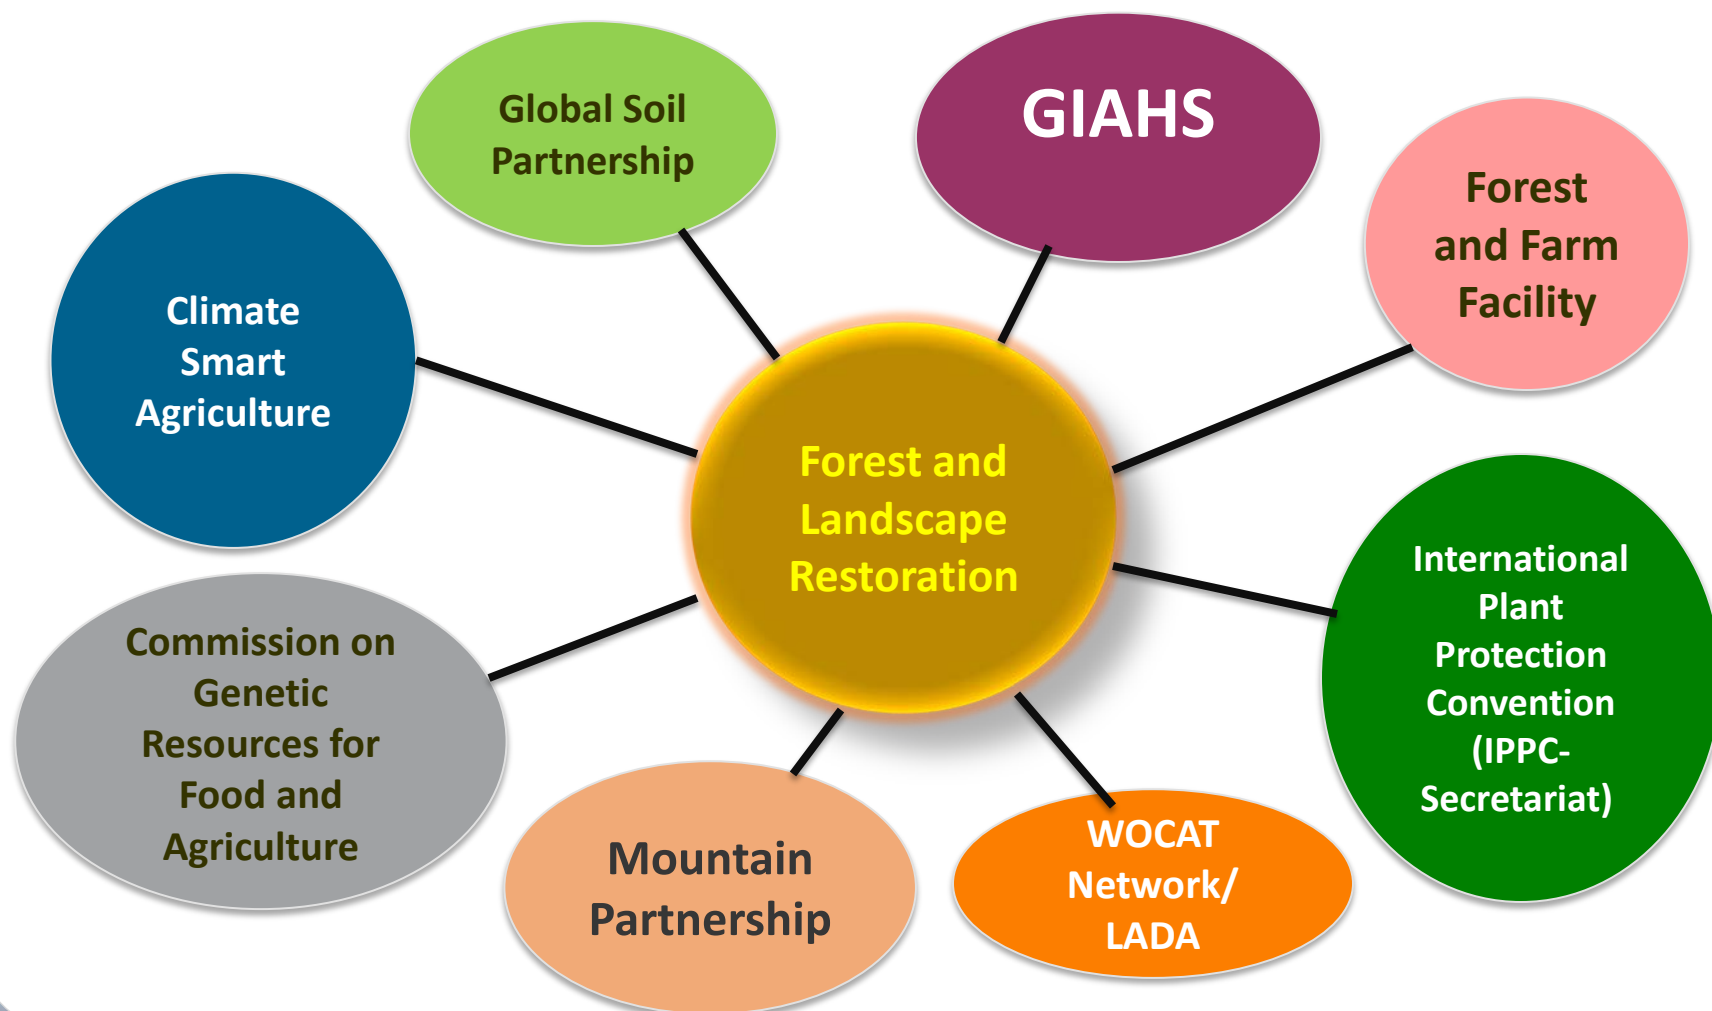 Global Soil
Partnership
GIAHS
Forest
and Farm
Facility
Climate
Smart
Agriculture
Forest and
Landscape
Restoration
International
Plant
Protection
Convention
(IPPC-
Secretariat)
Commission on
Genetic
Resources for
Food and
Agriculture
Mountain
Partnership
WOCAT
Network/
LADA